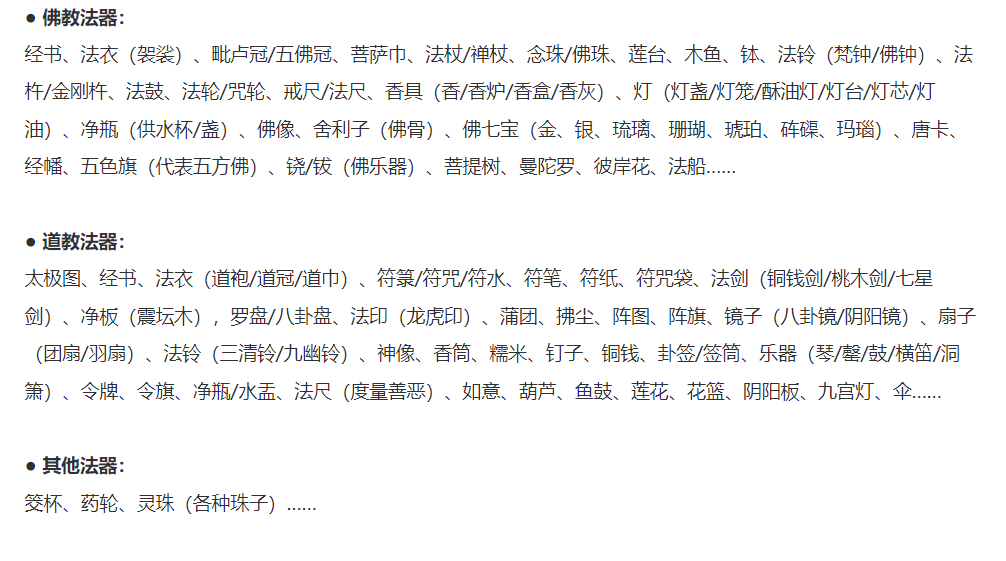 ● 佛教法器：
经书、法衣（袈裟）、毗卢冠/五佛冠、菩萨巾、法杖/禅杖、念珠/佛珠、莲台、木鱼、钵、法铃（梵钟/佛钟）、法
杵/金刚杵、法鼓、法轮/咒轮、戒尺/法尺、香具（香/香炉/香盒/香灰）、灯（灯盏/灯笼/酥油灯/灯台/灯芯/灯
油）、净瓶（供水杯/盏）、佛像、舍利子（佛骨）、佛七宝（金、银、琉璃、珊瑚、琥珀、砗磲、玛瑙）、唐卡、
经幡、五色旗（代表五方佛）、铙/钹（佛乐器）、菩提树、曼陀罗、彼岸花、法船……
● 道教法器：
太极图、经书、法衣（道袍/道冠/道巾）、符箓/符咒/符水、符笔、符纸、符咒袋、法剑（铜钱剑/桃木剑/七星
剑）、净板（震坛木），罗盘/八卦盘、法印（龙虎印）、蒲团、拂尘、阵图、阵旗、镜子（八卦镜/阴阳镜）、扇子
（团扇/羽扇）、法铃（三清铃/九幽铃）、神像、香筒、糯米、钉子、铜钱、卦签/签筒、乐器（琴/罄/鼓/横笛/洞
箫）、令牌、令旗、净瓶/水盂、法尺（度量善恶）、如意、葫芦、鱼鼓、莲花、花篮、阴阳板、九宫灯、伞……
● 其他法器：
筊杯、药轮、灵珠（各种珠子）……